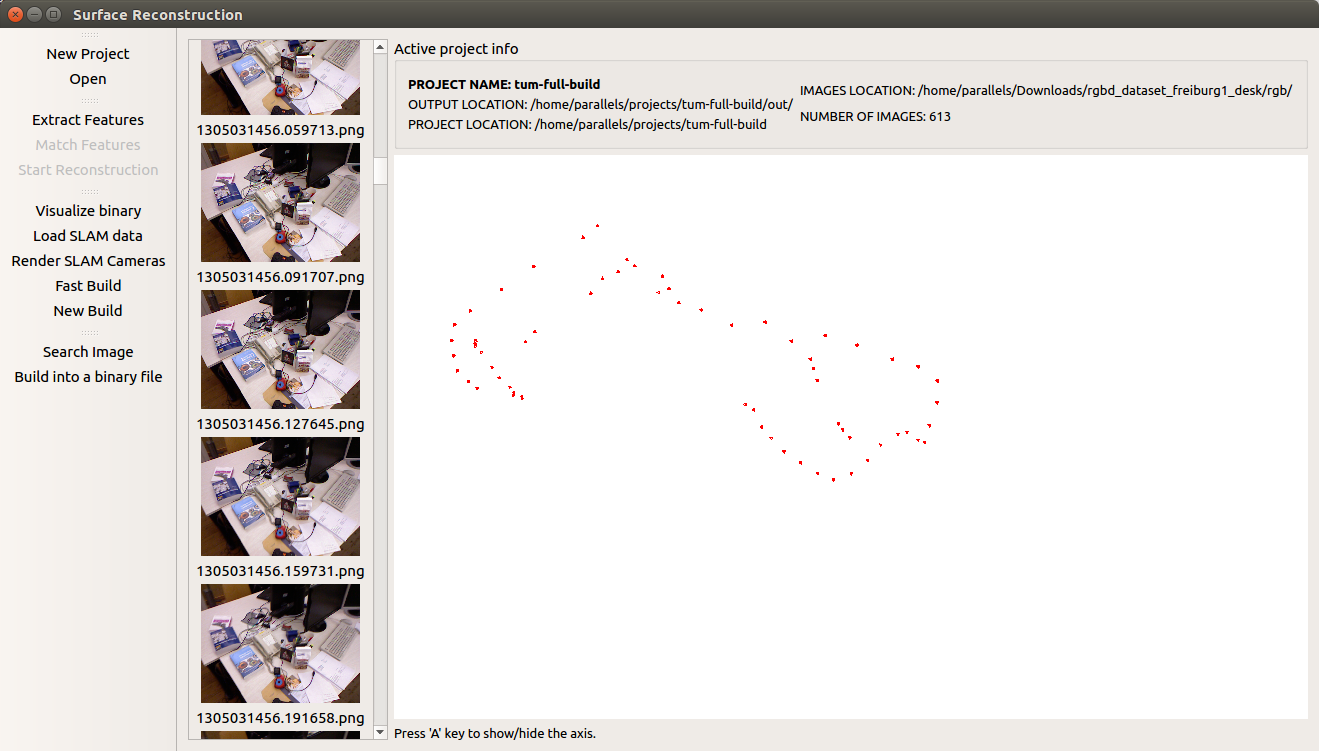 Surface Reconstruction
New Project
Open
Extract Features
Match Features
Start Reconstruction
Visualize binary
Load SLAM data
Render SLAM Cameras
Fast Build
New Build
Search Image
Build into a binary file
1305031456.059713.png
1305031456.091707.png
1305031456.127645.png
1305031456.159731.png
1305031456.191658.png
Active project info
PROJECT NAME: tum-full-build
OUTPUT LOCATION: /home/parallels/projects/tum-full-build/out/
PROJECT LOCATION: /home/parallels/projects/tum-full-build
IMAGES LOCATION: /home/parallels/Downloads/rgbd_dataset_freiburg1_desk/rgb/
NUMBER OF IMAGES: 613
Press 'A' key to show/hide the axis.